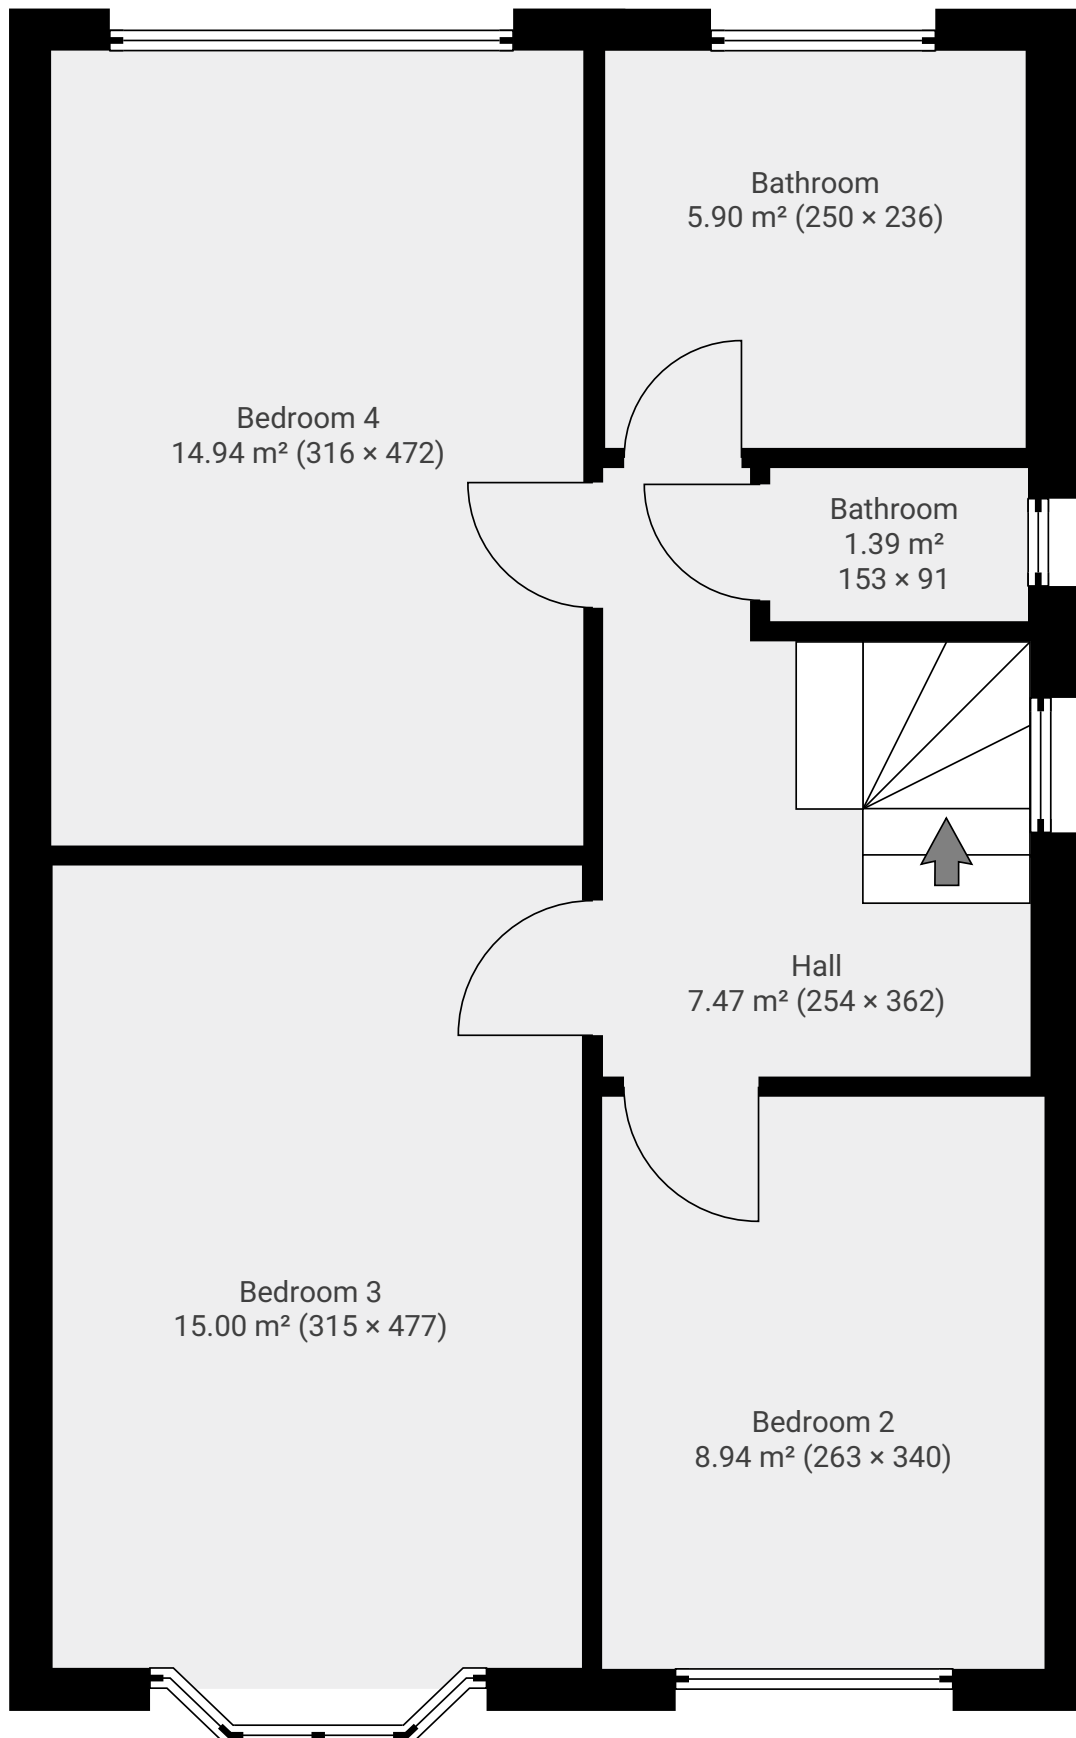 Bathroom
5.90 m² (250 × 236)
Bedroom 4
14.94 m² (316 × 472)
Bathroom
1.39 m²
153 × 91
Hall
7.47 m² (254 × 362)
Bedroom 3
15.00 m² (315 × 477)
Bedroom 2
8.94 m² (263 × 340)